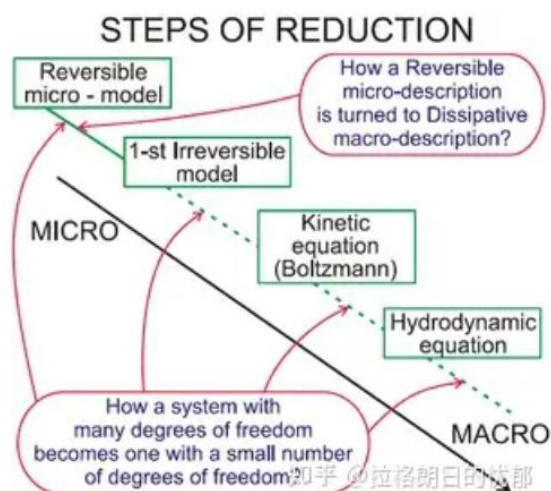 STEPS OF REDUCTION
Reversible
micro - model
How a Reversible
micro-description
is turned to Dissipative
macro-description?
1-st Irreversible
model
MICRO
Kinetic
equation
(Boltzmann)
Hydrodynamic
equation
How a system with
many degrees of freedom
becomes one with a small number
of degrees of freedom?
MACRO
知乎 @拉格朗日的忧郁